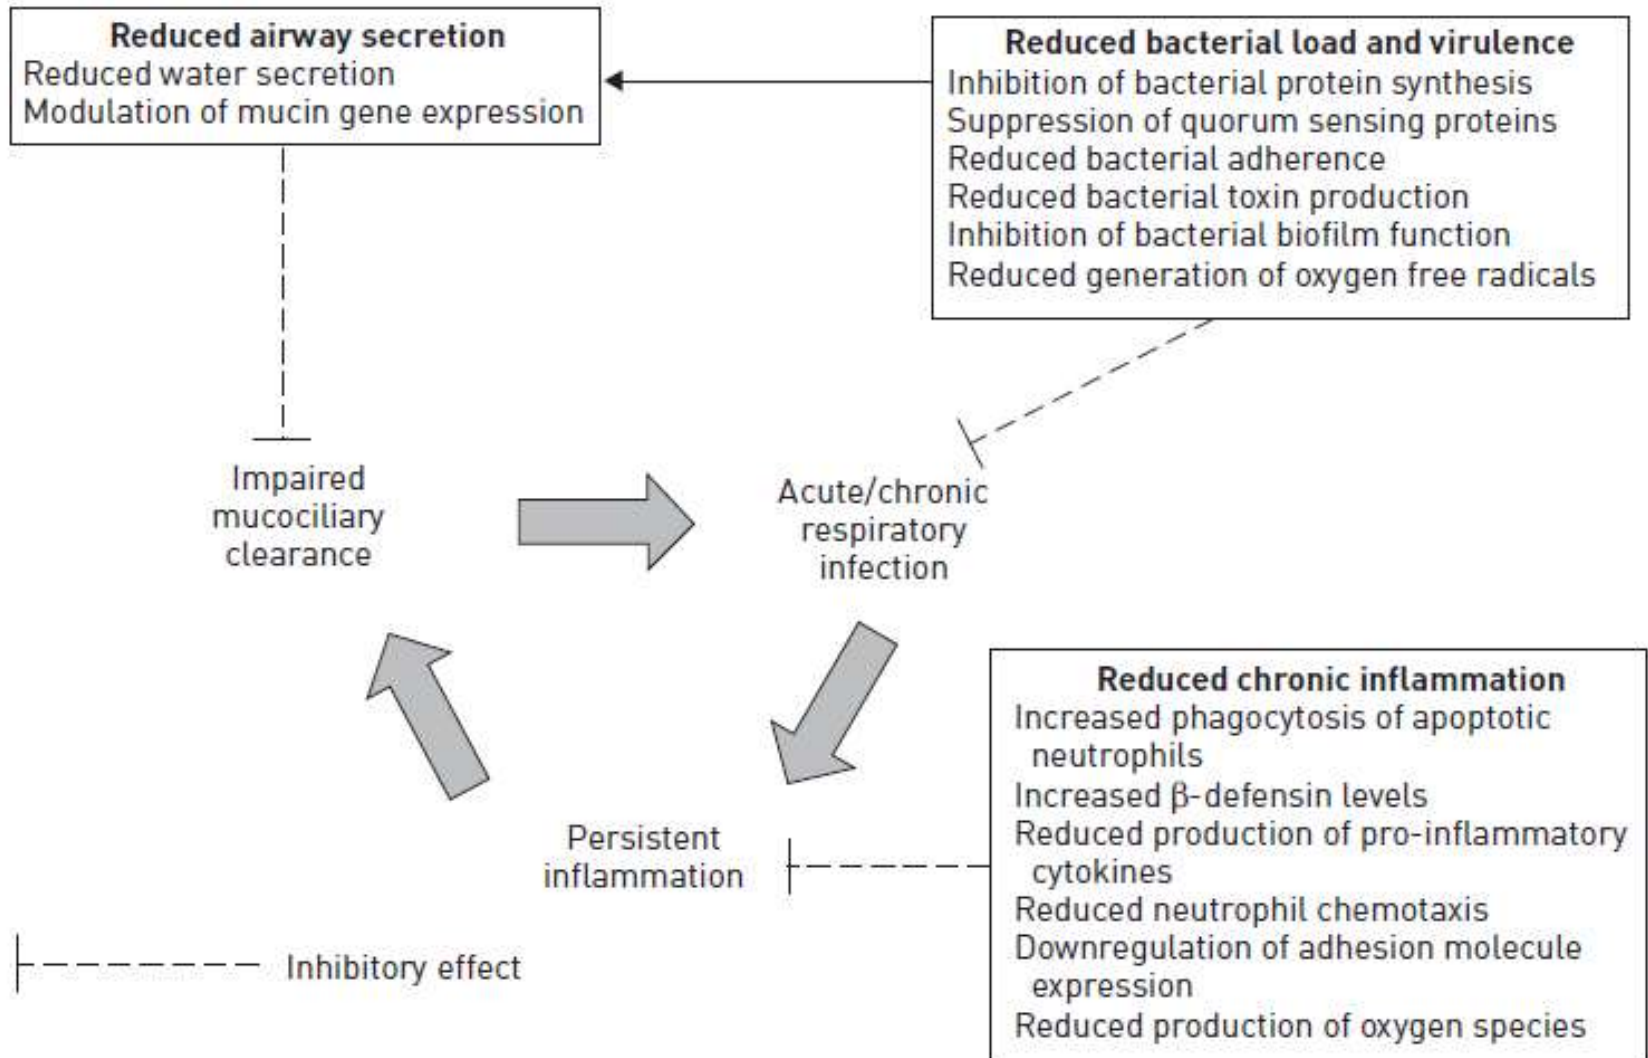 Reduced airway secretion
Reduced water secretion
Modulation of mucin gene expression
Reduced bacterial load and virulence
Inhibition of bacterial protein synthesis
Suppression of quorum sensing proteins
Reduced bacterial adherence
Reduced bacterial toxin production
Inhibition of bacterial biofilm function
Reduced generation of oxygen free radicals
Impaired
mucociliary
clearance
Acute/chronic
respiratory
infection
Persistent
inflammation
Reduced chronic inflammation
Increased phagocytosis of apoptotic
neutrophils
Increased β-defensin levels
Reduced production of pro-inflammatory
cytokines
Reduced neutrophil chemotaxis
Downregulation of adhesion molecule
expression
Reduced production of oxygen species
Inhibitory effect